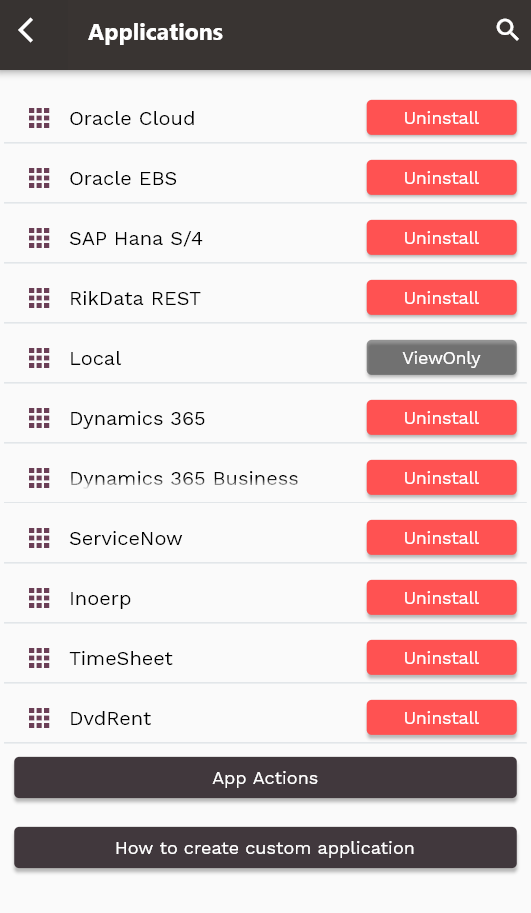 Applications
Oracle Cloud Uninstall
Oracle EBS Uninstall
SAP Hana S/4 Uninstall
RikData REST Uninstall
Local ViewOnly
Dynamics 365 Uninstall
Dynamics 365 Business Uninstall
ServiceNow Uninstall
Inoerp Uninstall
TimeSheet Uninstall
DvdRent Uninstall
App Actions
How to create custom application